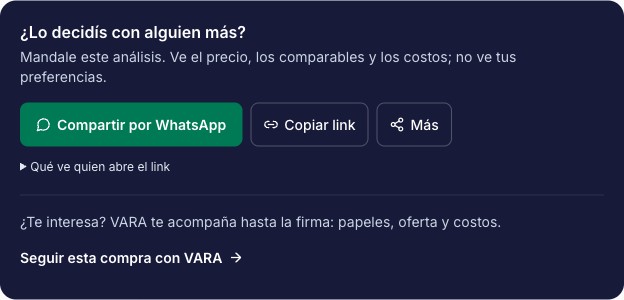 ¿Lo decidís con alguien más?
Mandale este análisis. Ve el precio, los comparables y los costos; no ve tus
preferencias.
Compartir por WhatsApp
Copiar link
Más
Qué ve quien abre el link
¿Te interesa? VARA te acompaña hasta la firma: papeles, oferta y costos.
Seguir esta compra con VARA →